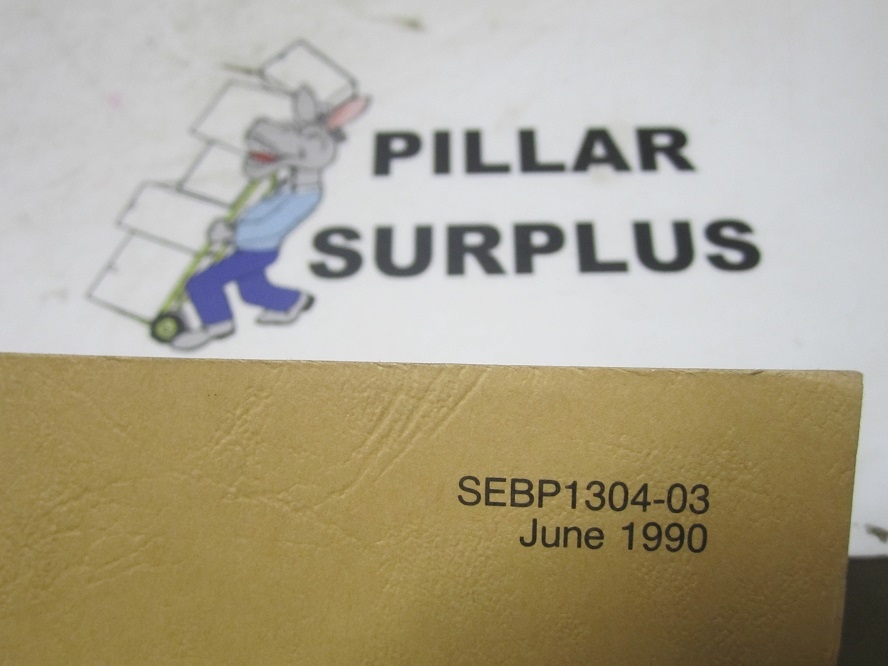 PILLAR
SURPLUS
SEBP1304-03
June 1990